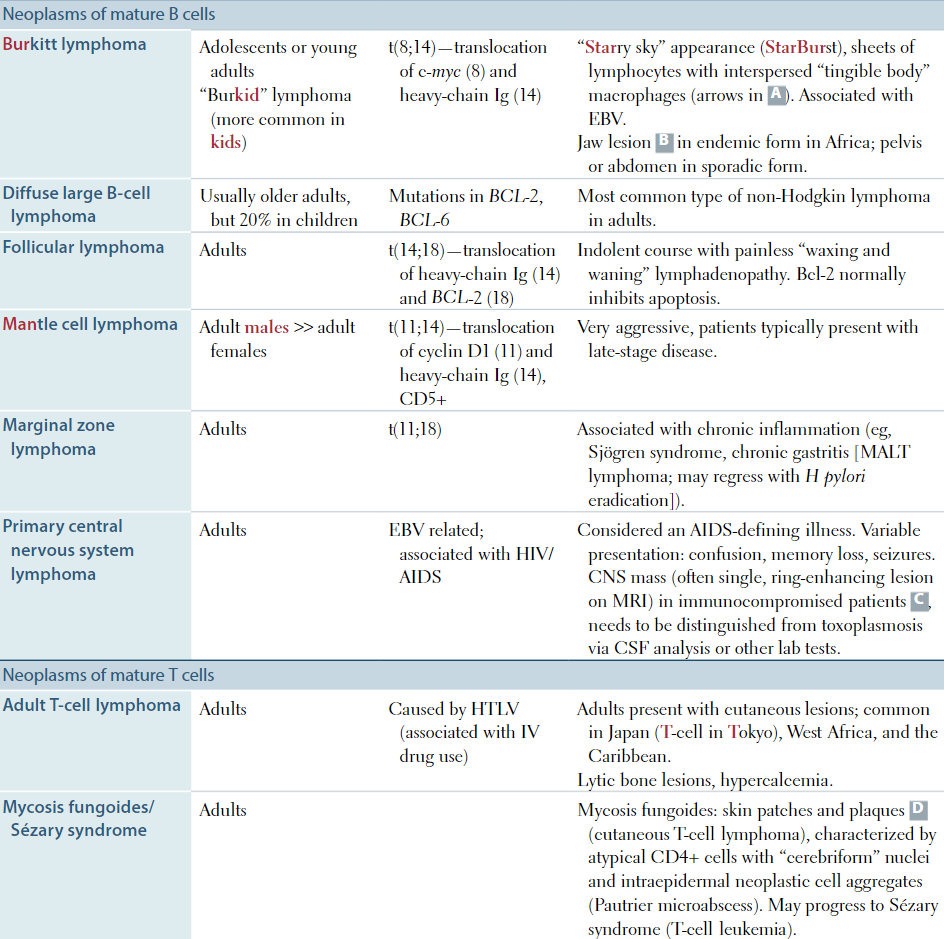 Neoplasms of mature B cells
Burkitt lymphoma
Adolescents or young
adults
“Burkid” lymphoma
(more common in
kids)
t(8;14)—translocation
of c-myc (8) and
heavy-chain Ig (14)
“Starry sky” appearance (StarBurst), sheets of
lymphocytes with interspersed “tingible body”
macrophages (arrows in A). Associated with
EBV.
Jaw lesion B in endemic form in Africa; pelvis
or abdomen in sporadic form.
Diffuse large B-cell
lymphoma
Usually older adults,
but 20% in children
Mutations in BCL-2,
BCL-6
Most common type of non-Hodgkin lymphoma
in adults.
Follicular lymphoma
Adults
t(14;18)—translocation
of heavy-chain Ig (14)
and BCL-2 (18)
Indolent course with painless “waxing and
waning” lymphadenopathy. Bcl-2 normally
inhibits apoptosis.
Mantle cell lymphoma
Adult males >> adult
females
t(11;14)—translocation
of cyclin D1 (11) and
heavy-chain Ig (14),
CD5+
Very aggressive, patients typically present with
late-stage disease.
Marginal zone
lymphoma
Adults
t(11;18)
Associated with chronic inflammation (eg,
Sjögren syndrome, chronic gastritis [MALT
lymphoma; may regress with H pylori
eradication]).
Primary central
nervous system
lymphoma
Adults
EBV related;
associated with HIV/
AIDS
Considered an AIDS-defining illness. Variable
presentation: confusion, memory loss, seizures.
CNS mass (often single, ring-enhancing lesion
on MRI) in immunocompromised patients C,
needs to be distinguished from toxoplasmosis
via CSF analysis or other lab tests.
Neoplasms of mature T cells
Adult T-cell lymphoma
Adults
Caused by HTLV
(associated with IV
drug use)
Adults present with cutaneous lesions; common
in Japan (T-cell in Tokyo), West Africa, and the
Caribbean.
Lytic bone lesions, hypercalcemia.
Mycosis fungoides/
Sézary syndrome
Adults
Mycosis fungoides: skin patches and plaques D
(cutaneous T-cell lymphoma), characterized by
atypical CD4+ cells with “cerebriform” nuclei
and intraepidermal neoplastic cell aggregates
(Pautrier microabscess). May progress to Sézary
syndrome (T-cell leukemia).